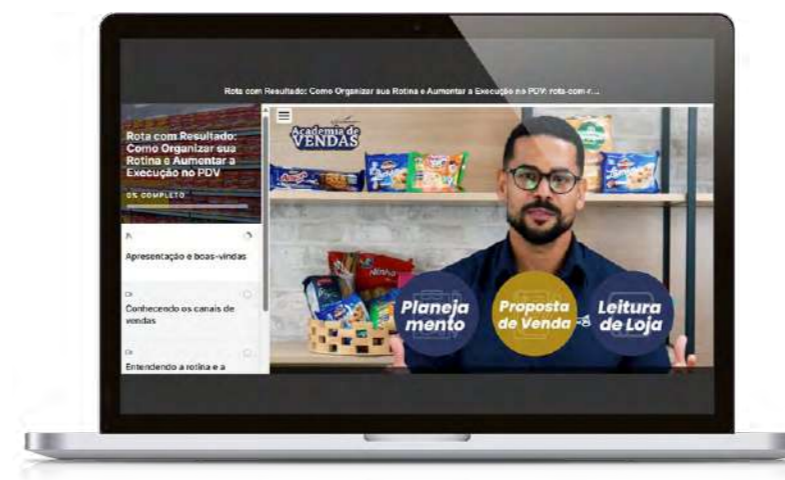 Rota com Resultado: Como Organizar sua Rotina e Aumentar a Execução no PDV: rota-com-r...
Rota com Resultado:
Como Organizar sua
Rotina e Aumentar a
Execução no PDV
0% COMPLETO
Apresentação e boas-vindas
Conhecendo os canais de
vendas
Entendendo a rotina e a
Academia de
VENDAS
Planeja
mento
Proposta
de Venda
Leitura
de Loja